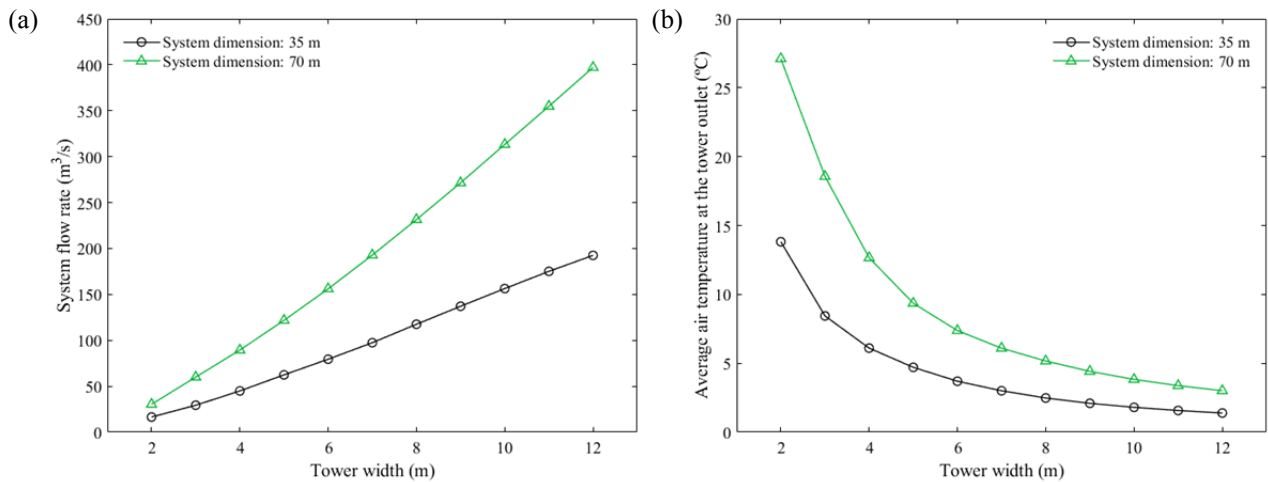 (a)
System flow rate (m³/s)
450
400
350
300
250
200
150
100
50
0
System dimension: 35 m
System dimension: 70 m
2 4 6 8 10 12
Tower width (m)
(b)
Average air temperature at the tower outlet (°C)
30
25
20
15
10
5
0
System dimension: 35 m
System dimension: 70 m
2 4 6 8 10 12
Tower width (m)